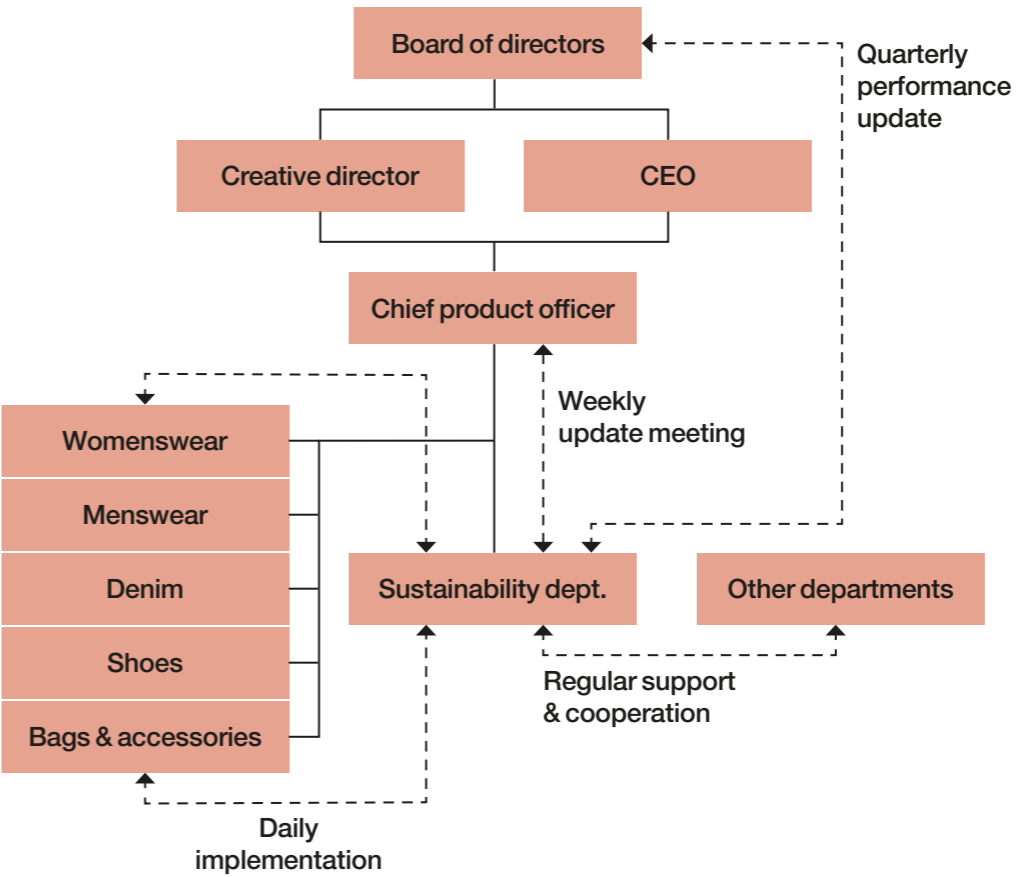 Board of directors
Quarterly
performance
update
Creative director
CEO
Chief product officer
Weekly
update meeting
Womenswear
Menswear
Denim
Shoes
Bags & accessories
Sustainability dept.
Other departments
Regular support
& cooperation
Daily
implementation